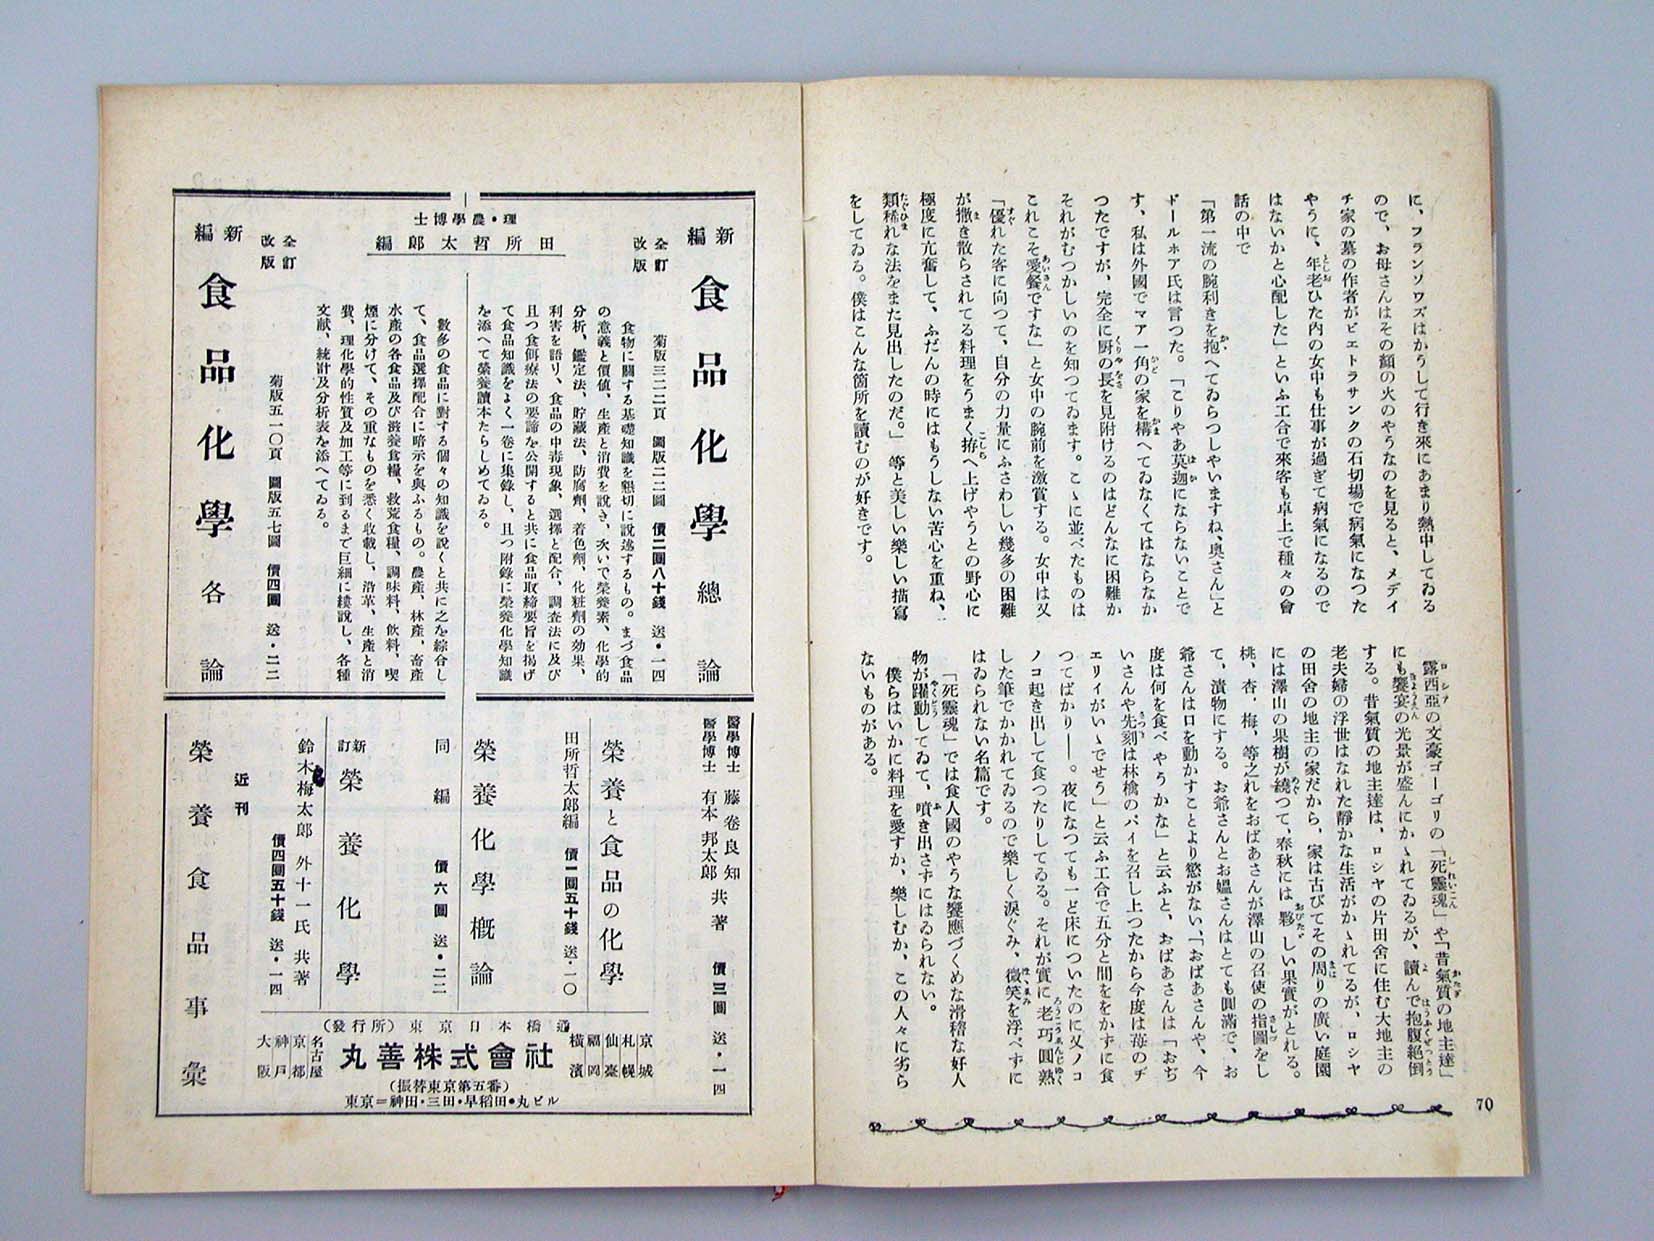 に、フランソワズはかうして行き來にあまり熱中してゐる
ので、お母さんはその顏の火のやうなのを見ると、メデイ
チ家の墓の作者がピエトラサンクの石切場で病氣になつた
やうに、年老ひた内の女中も仕事が過ぎて病氣になるので
はないかと心配した」といふ工合で來客も卓上で種々の會
話の中で
「第一流の腕利きを抱へてゐらつしやいますね、奧さん」と
ドールホア氏は言つた。「こりやあ莫迦にならないことで
す、私は外國でマア一角の家を構へてゐなくてはならなか
つたですが、完全に厨の長を見附けるのはどんなに困難か
それがむつかしいのを知つてゐます。こゝに並べたものは
これこそ愛餐ですな」と女中の腕前を激賞する。女中は又
「優れた客に向つて、自分の力量にふさわしい幾多の困難
が撒き散らされてる料理をうまく拵へ上げやうとの野心に
極度に亢奮して、ふだんの時にはもうしない苦心を重ね、
類稀れな法をまた見出したのだ。」等と美しい樂しい描寫
をしてゐる。僕はこんな箇所を讀むのが好きです。
露西亞の文豪ゴーゴリの「死靈魂」や「昔氣質の地主達」
にも饗宴の光景が盛んにかゝれてゐるが、讀んで抱腹絕倒
する。昔氣質の地主達は、ロシヤの片田舍に住む大地主の
老夫婦の浮世はなれた靜かな生活がかゝれてるが、ロシヤ
の田舍の地主の家だから、家は古びてその周りの廣い庭園
には澤山の果樹が繞つて、春秋には夥しい果實がとれる。
桃、杏、梅、等之れをおばあさんが澤山の召使の指圖をし
て、漬物にする。お爺さんとお媼さんはとても圓滿で、お
爺さんは口を動かすことより慾がない、「おばあさんや、今
度は何を食べやうかな」と云ふと、おばあさんは「おぢ
いさんや先刻は林檎のパイを召し上つたから今度は苺のヂ
エリイがいゝでせう」と云ふ工合で五分と間ををかずに食
つてばかり――。夜になつても一ど床についたのに又ノコ
ノコ起き出して食つたりしてゐる。それが實に老巧圓熟
した筆でかかれてゐるので樂しく淚ぐみ、微笑を浮べずに
はゐられない名篇です。
「死靈魂」では食人國のやうな饗應づくめな滑稽な好人
物が躍動してゐて、噴き出さずにはゐられない。
僕らはいかに料理を愛すか、樂しむか、この人々に劣ら
ないものがある。
70
理・農學博士
田所哲太郎編
新編 食品化學 總論
全訂改版
菊版三二二頁 圖版二二圖 價二圓八十錢 送・一四
食物に關する基礎知識を懇切に說述するもの。まづ食品
の意義と價値、生產と消費を說き、次いで榮養素、化學的
分析、鑑定法、貯藏法、防腐劑、着色劑、化粧劑の効果、
利害を語り、食品の中毒現象、選擇と配合、調査法に及び
且つ食餌療法の要諦を公開すると共に食品取締要旨を揭げ
て食品知識をよく一卷に集錄し、且つ附錄に榮養化學知識
を添へて榮養讀本たらしめてゐる。
新編 食品化學 各論
全訂改版
數多の食品に對する個々の知識を說くと共に之を綜合し
て、食品選擇配合に暗示を與ふるもの。農產、林產、畜產
水產の各食品及び滋養食糧、救荒食糧、調味料、飮料、喫
煙に分けて、その重なものを悉く收載し、沿革、生產と消
費、理化學的性質及加工等に到るまで巨細に縷說し、各種
文獻、統計及分析表を添へてゐる。
菊版五一〇頁 圖版五七圖 價四圓 送・二二
醫學博士 藤卷良知
醫學博士 有本邦太郎 共著
榮養と食品の化學
價三圓 送・一四
田所哲太郎編
榮養化學概論
價一圓五十錢 送・一〇
同編
新訂 榮養化學
價六圓 送・二二
鈴木梅太郎 外十一氏 共著
榮養食品事彙
近刊
價四圓五十錢 送・一四
(發行所) 東京日本橋通
丸善株式會社
京城 札幌 仙臺 福岡 橫濱
名古屋 京都 神戶 大阪
(振替東京第五番)
東京＝神田・三田・早稻田・丸ビル